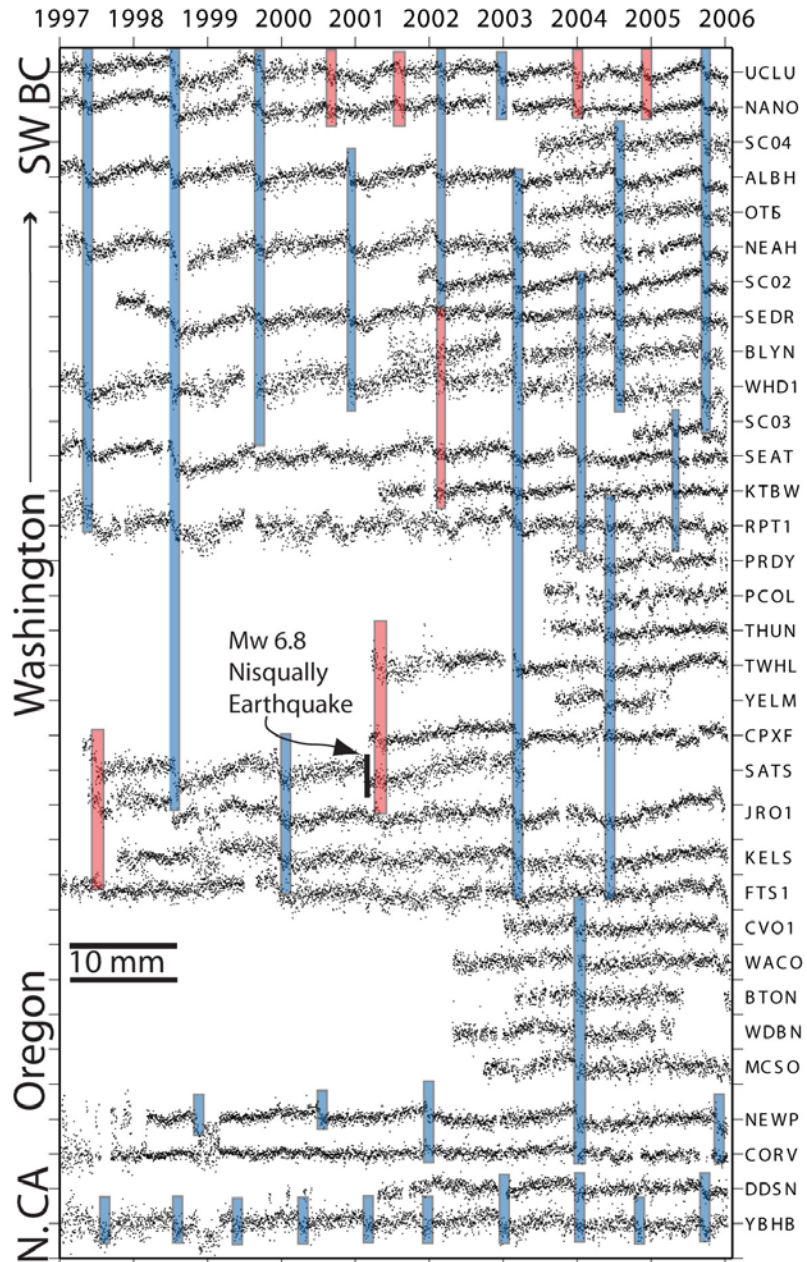 1997 1998 1999 2000 2001 2002 2003 2004 2005 2006
SW BC
Washington
Oregon
N. CA
Mw 6.8
Nisqually
Earthquake
10 mm
UCLU
NANO
SC04
ALBH
OTIS
NEAH
SC02
SEDR
BLYN
WHD1
SC03
SEAT
KTBW
RPT1
PRDY
PCOL
THUN
TWHL
YELM
CPXF
SATS
JRO1
KELS
FTS1
CVO1
WACO
BTON
WDBN
MCSO
NEWP
CORV
DDSN
YBHB